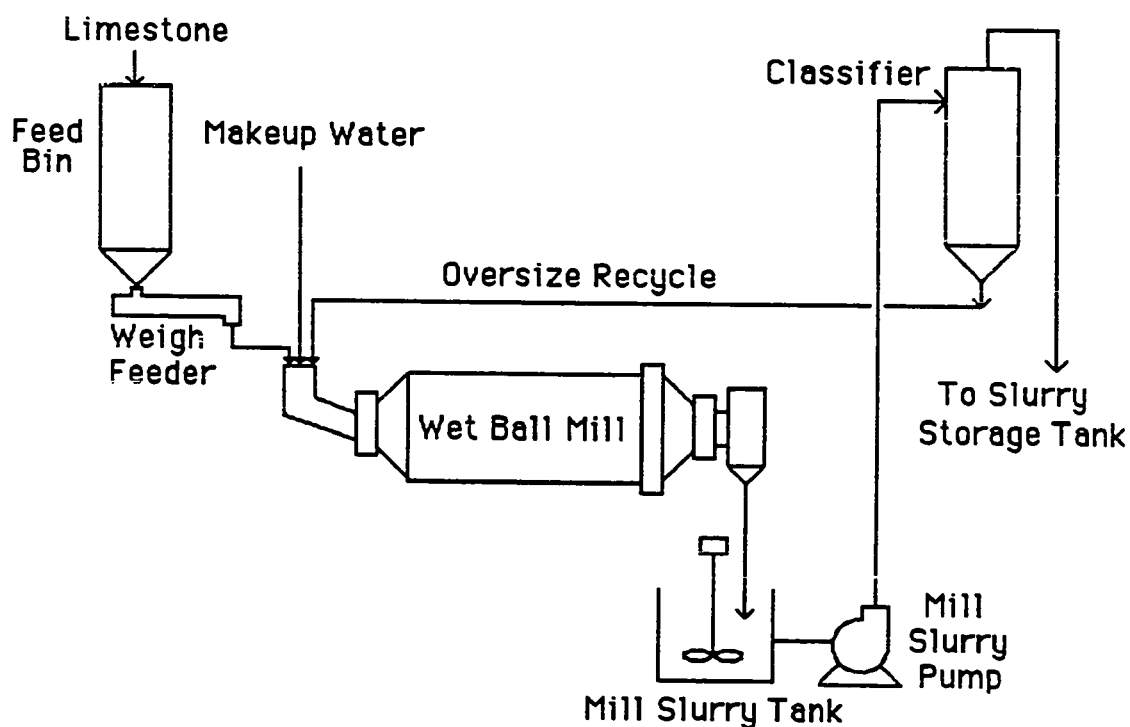 Limestone
Feed
Bin
Makeup Water
Classifier
Oversize Recycle
Weigh
Feeder
Wet Ball Mill
To Slurry
Storage Tank
Mill
Slurry
Pump
Mill Slurry Tank